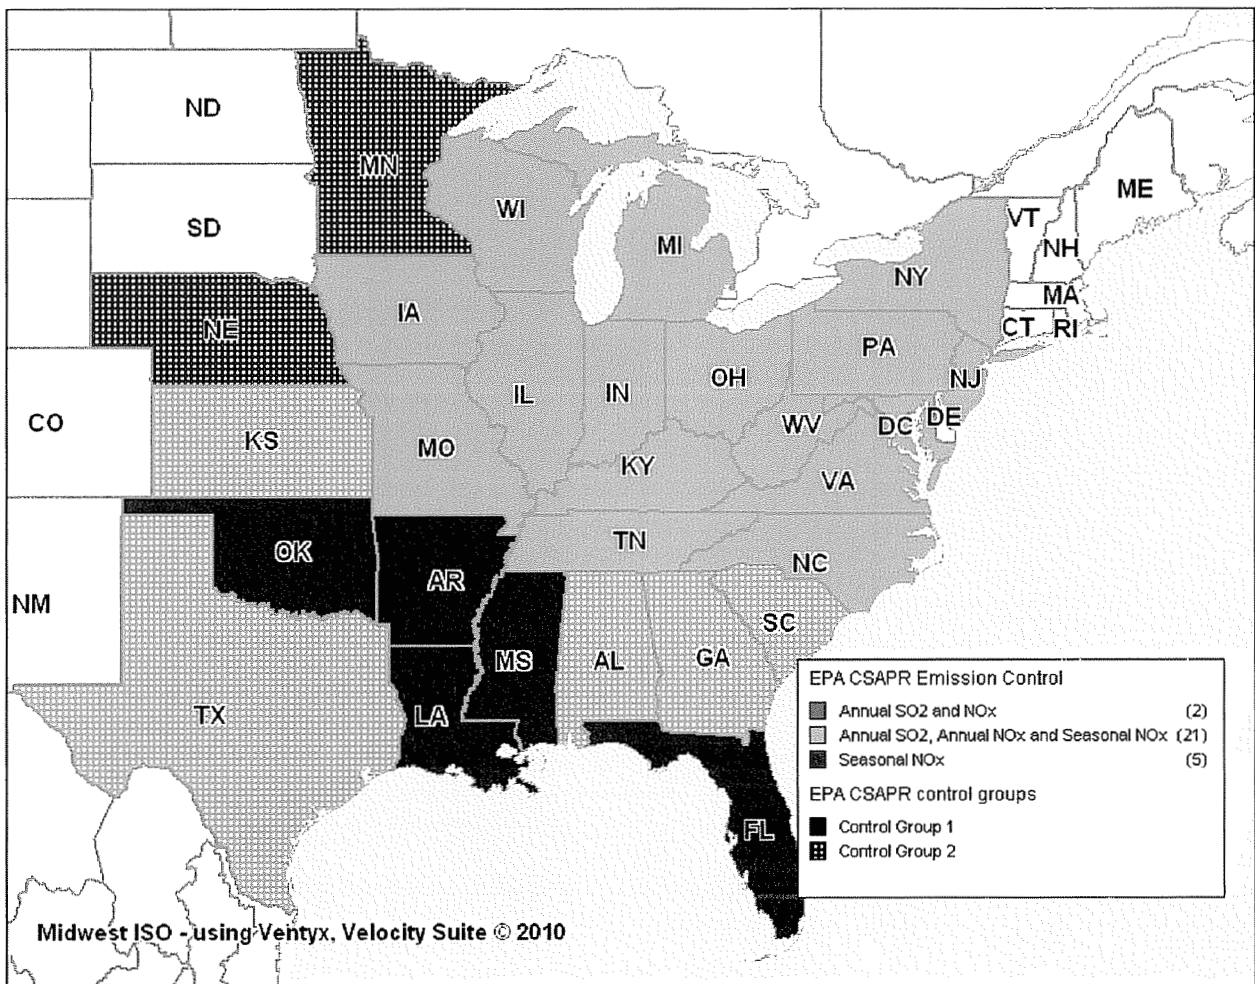 ND
MN
ME
WI
VT
SD
MI
NH
NY
MA
IA
NE
CT
RI
PA
OH
NJ
IL
IN
CO
DE
WV
DC
KS
MO
KY
VA
TN
OK
NC
AR
NM
SC
MS
AL
GA
TX
LA
FL
EPA CSAPR Emission Control
Annual SO2 and NOx (2)
Annual SO2, Annual NOx and Seasonal NOx (21)
Seasonal NOx (5)
EPA CSAPR control groups
Control Group 1
Control Group 2
Midwest ISO - using Ventyx, Velocity Suite © 2010